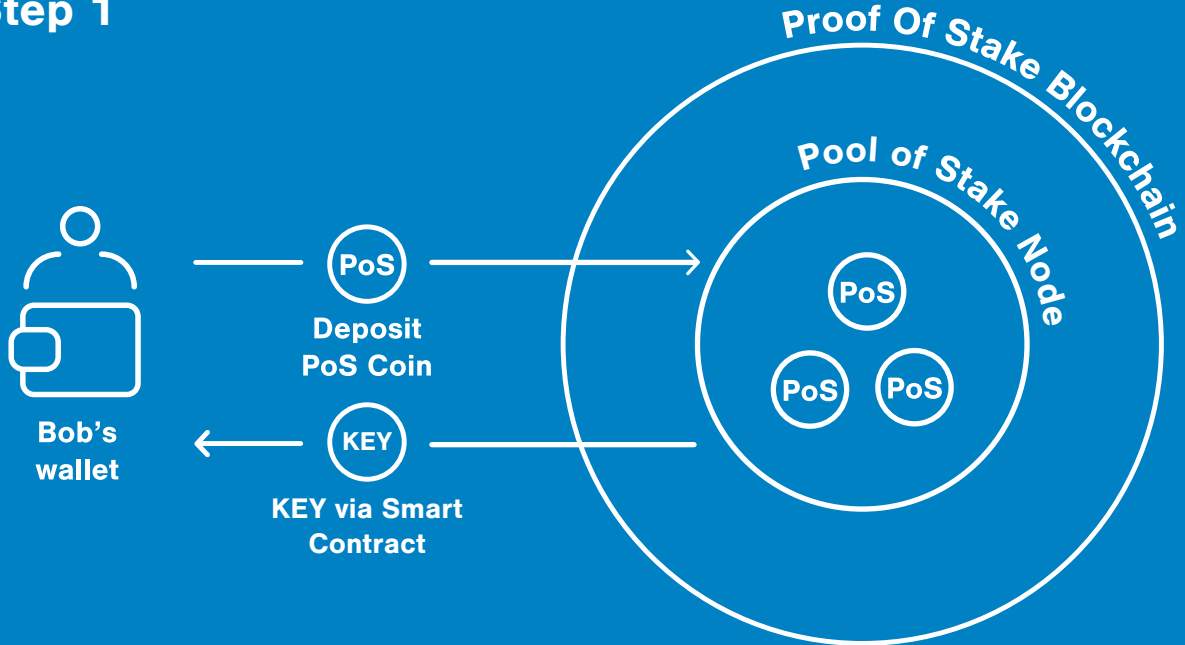 Step 1
Proof Of Stake Blockchain
Pool of Stake Node
PoS
Deposit
PoS Coin
PoS
PoS
PoS
KEY
KEY via Smart
Contract
Bob's
wallet